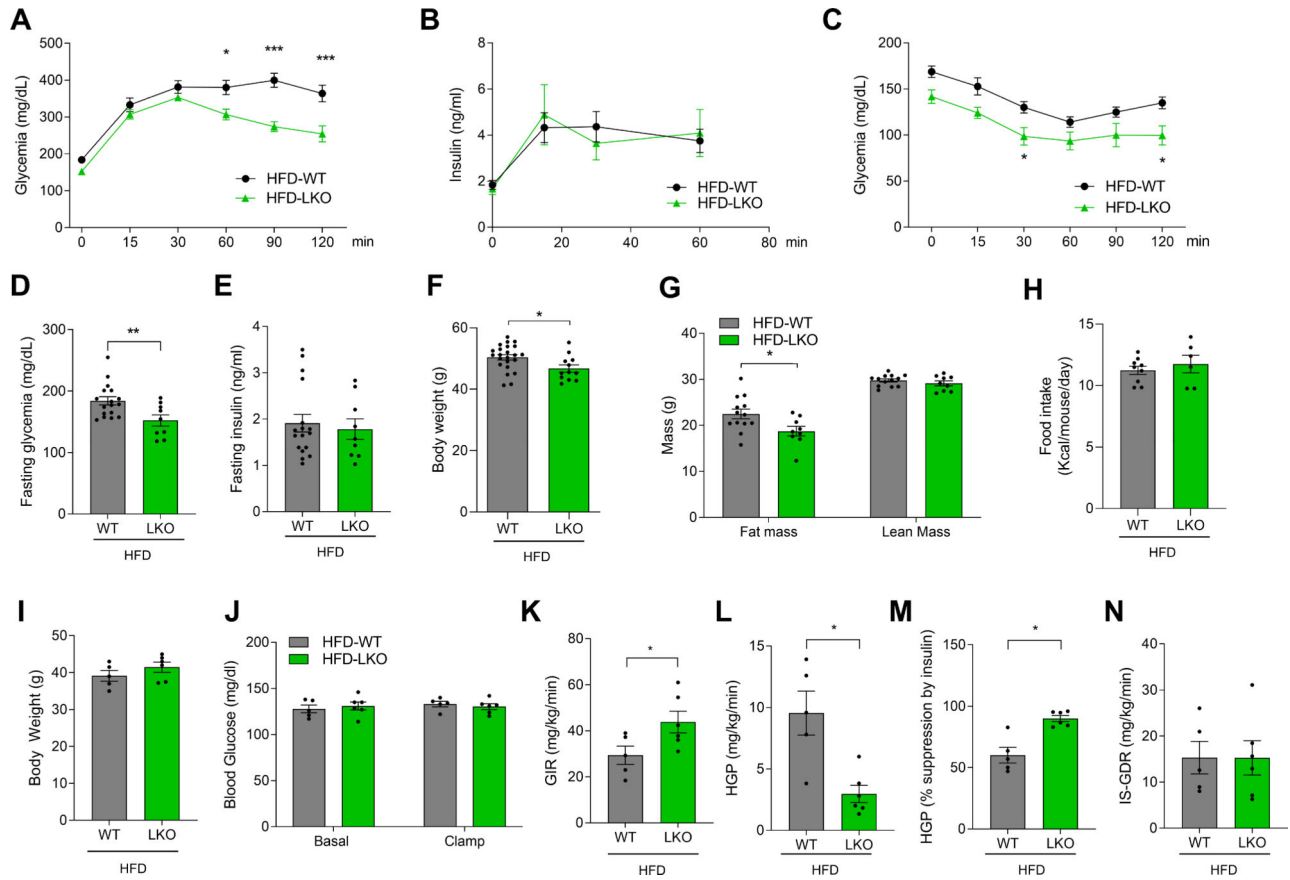 A
Glycemia (mg/dL)
500
400
300
200
100
0
*
***
***
HFD-WT
HFD-LKO
0 15 30 60 90 120 min
B
Insulin (ng/ml)
8
6
4
2
0
HFD-WT
HFD-LKO
0 20 40 60 80 min
C
Glycemia (mg/dL)
200
150
100
50
0
*
*
HFD-WT
HFD-LKO
0 15 30 60 90 120 min
D
Fasting glycemia (mg/dL)
300
200
100
0
**
WT LKO
HFD
E
Fasting insulin (ng/ml)
4
3
2
1
0
WT LKO
HFD
F
Body weight (g)
60
40
20
0
*
WT LKO
HFD
G
Mass (g)
40
30
20
10
0
HFD-WT
HFD-LKO
*
Fat mass Lean Mass
H
Food intake
(Kcal/mouse/day)
15
10
5
0
WT LKO
HFD
I
Body Weight (g)
50
40
30
20
10
0
WT LKO
HFD
J
Blood Glucose (mg/dl)
200
150
100
50
0
HFD-WT
HFD-LKO
Basal Clamp
K
GIR (mg/kg/min)
80
60
40
20
0
*
WT LKO
HFD
L
HGP (mg/kg/min)
15
10
5
0
*
WT LKO
HFD
M
HGP (% suppression by insulin)
150
100
50
0
*
WT LKO
HFD
N
IS-GDR (mg/kg/min)
40
30
20
10
0
WT LKO
HFD